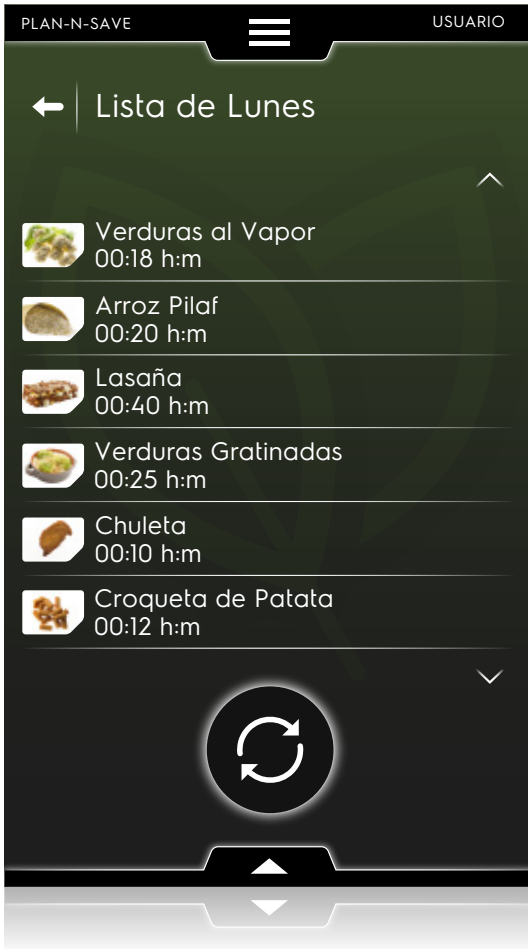 PLAN-N-SAVE
USUARIO
Lista de Lunes
Verduras al Vapor
00:18 h:m
Arroz Pilaf
00:20 h:m
Lasaña
00:40 h:m
Verduras Gratinadas
00:25 h:m
Chuleta
00:10 h:m
Croqueta de Patata
00:12 h:m